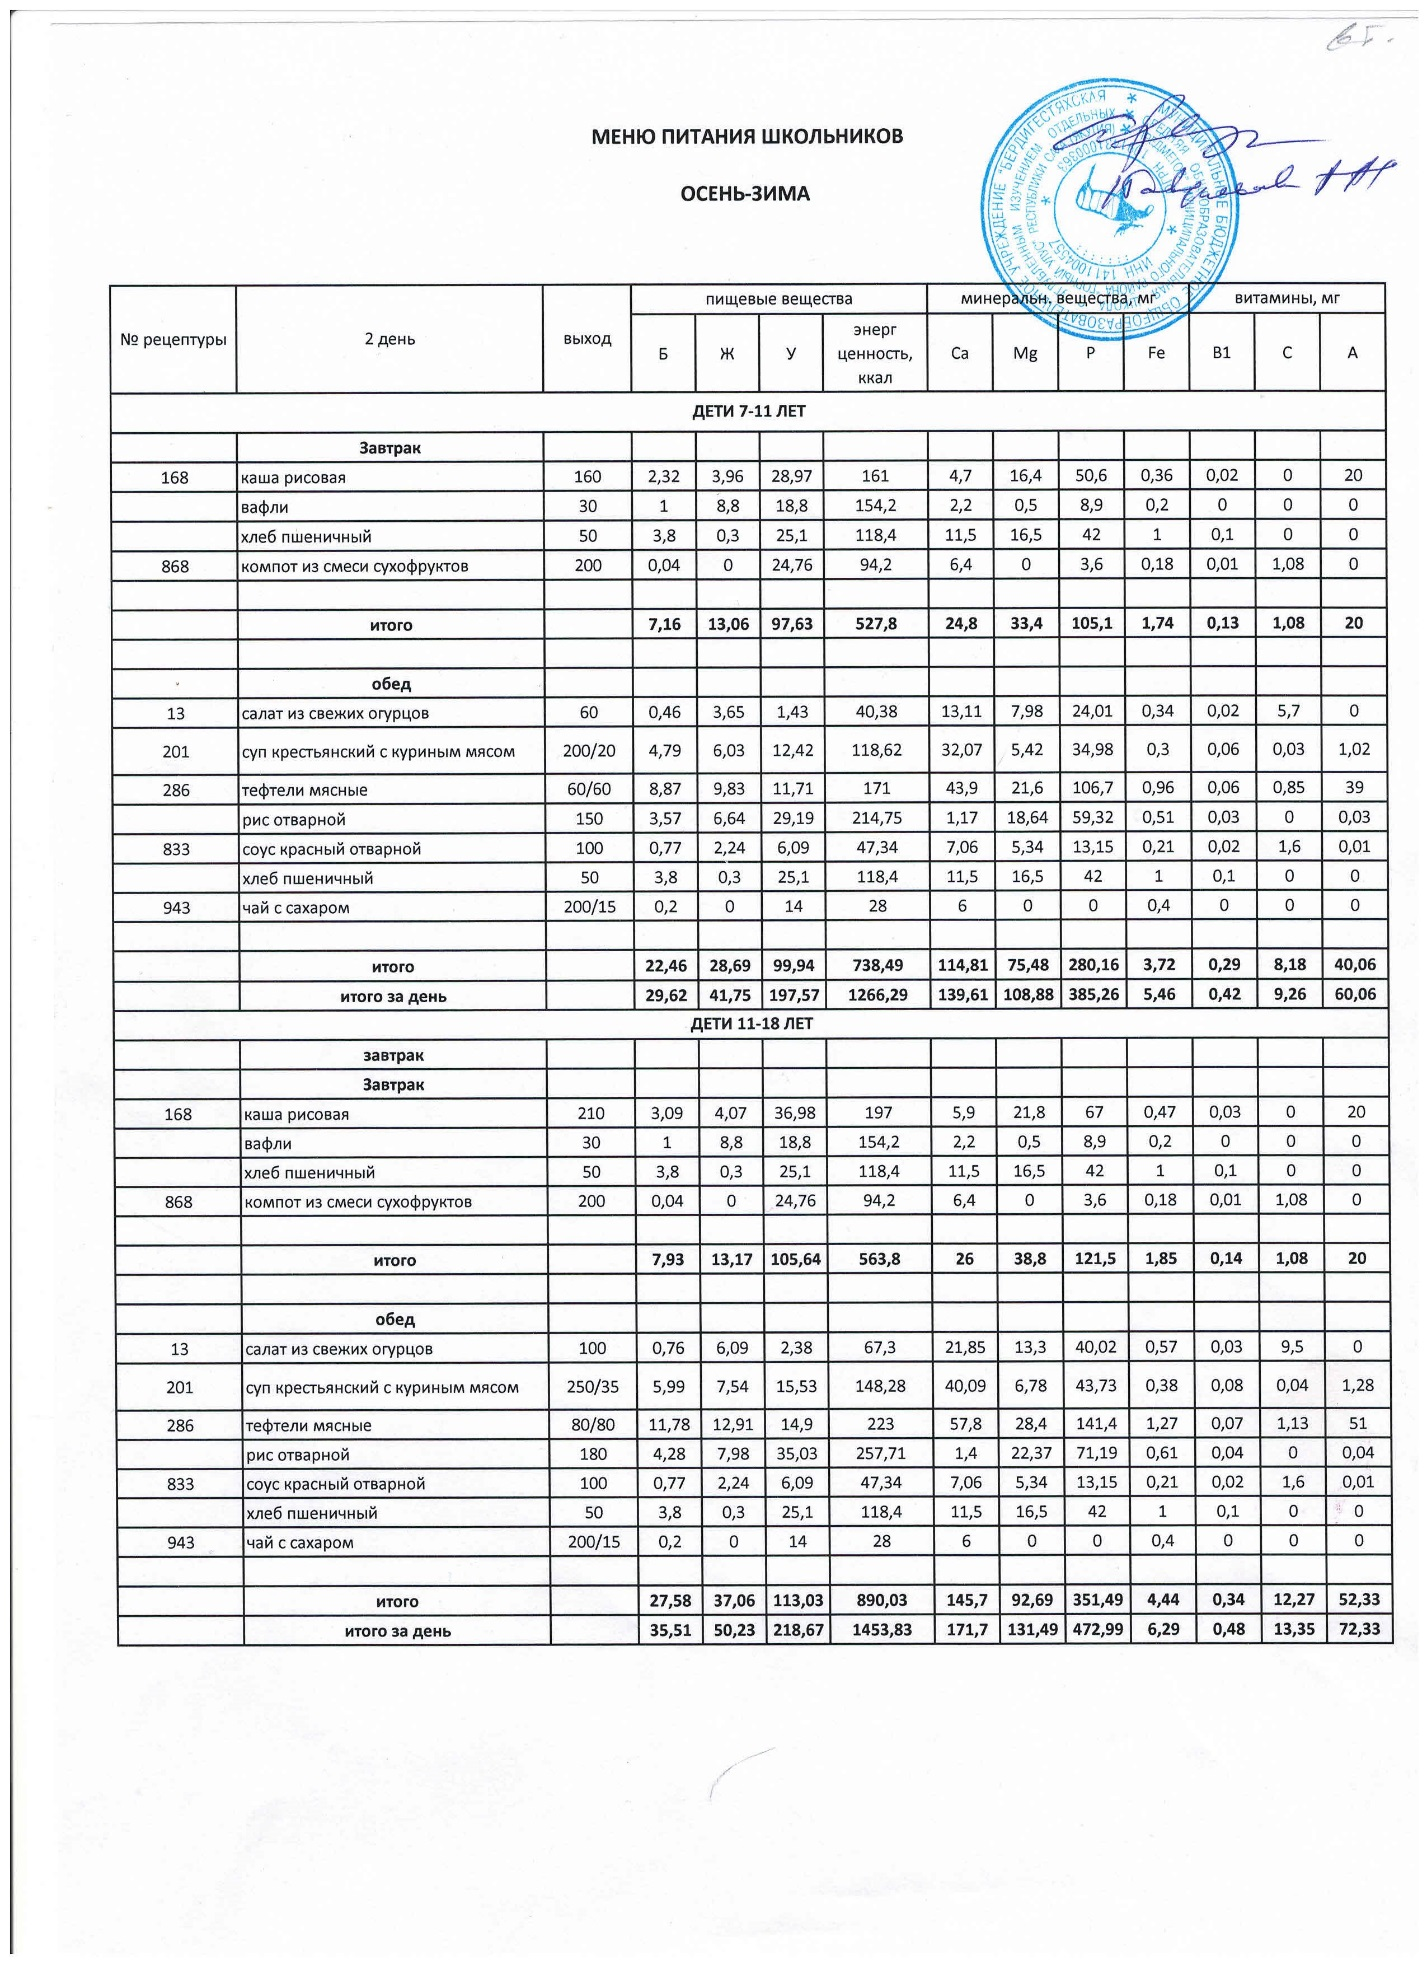 МЕНЮ ПИТАНИЯ ШКОЛЬНИКОВ
ОСЕНЬ-ЗИМА
МУНИЦИПАЛЬНОЕ БЮДЖЕТНОЕ ОБЩЕОБРАЗОВАТЕЛЬНОЕ УЧРЕЖДЕНИЕ "БЕРДИГЕСТЯХСКАЯ
СРЕДНЯЯ ОБЩЕОБРАЗОВАТЕЛЬНАЯ ШКОЛА С УГЛУБЛЕННЫМ ИЗУЧЕНИЕМ ОТДЕЛЬНЫХ
ИНН 1411004557
№ рецептуры 2 день выход пищевые вещества минеральн. вещества, мг витамины, мг
Б Ж У энерг ценность, ккал Ca Mg P Fe B1 C A
ДЕТИ 7-11 ЛЕТ
Завтрак
168 каша рисовая 160 2,32 3,96 28,97 161 4,7 16,4 50,6 0,36 0,02 0 20
вафли 30 1 8,8 18,8 154,2 2,2 0,5 8,9 0,2 0 0 0
хлеб пшеничный 50 3,8 0,3 25,1 118,4 11,5 16,5 42 1 0,1 0 0
868 компот из смеси сухофруктов 200 0,04 0 24,76 94,2 6,4 0 3,6 0,18 0,01 1,08 0
итого 7,16 13,06 97,63 527,8 24,8 33,4 105,1 1,74 0,13 1,08 20
обед
13 салат из свежих огурцов 60 0,46 3,65 1,43 40,38 13,11 7,98 24,01 0,34 0,02 5,7 0
201 суп крестьянский с куриным мясом 200/20 4,79 6,03 12,42 118,62 32,07 5,42 34,98 0,3 0,06 0,03 1,02
286 тефтели мясные 60/60 8,87 9,83 11,71 171 43,9 21,6 106,7 0,96 0,06 0,85 39
рис отварной 150 3,57 6,64 29,19 214,75 1,17 18,64 59,32 0,51 0,03 0 0,03
833 соус красный отварной 100 0,77 2,24 6,09 47,34 7,06 5,34 13,15 0,21 0,02 1,6 0,01
хлеб пшеничный 50 3,8 0,3 25,1 118,4 11,5 16,5 42 1 0,1 0 0
943 чай с сахаром 200/15 0,2 0 14 28 6 0 0 0,4 0 0 0
итого 22,46 28,69 99,94 738,49 114,81 75,48 280,16 3,72 0,29 8,18 40,06
итого за день 29,62 41,75 197,57 1266,29 139,61 108,88 385,26 5,46 0,42 9,26 60,06
ДЕТИ 11-18 ЛЕТ
завтрак
Завтрак
168 каша рисовая 210 3,09 4,07 36,98 197 5,9 21,8 67 0,47 0,03 0 20
вафли 30 1 8,8 18,8 154,2 2,2 0,5 8,9 0,2 0 0 0
хлеб пшеничный 50 3,8 0,3 25,1 118,4 11,5 16,5 42 1 0,1 0 0
868 компот из смеси сухофруктов 200 0,04 0 24,76 94,2 6,4 0 3,6 0,18 0,01 1,08 0
итого 7,93 13,17 105,64 563,8 26 38,8 121,5 1,85 0,14 1,08 20
обед
13 салат из свежих огурцов 100 0,76 6,09 2,38 67,3 21,85 13,3 40,02 0,57 0,03 9,5 0
201 суп крестьянский с куриным мясом 250/35 5,99 7,54 15,53 148,28 40,09 6,78 43,73 0,38 0,08 0,04 1,28
286 тефтели мясные 80/80 11,78 12,91 14,9 223 57,8 28,4 141,4 1,27 0,07 1,13 51
рис отварной 180 4,28 7,98 35,03 257,71 1,4 22,37 71,19 0,61 0,04 0 0,04
833 соус красный отварной 100 0,77 2,24 6,09 47,34 7,06 5,34 13,15 0,21 0,02 1,6 0,01
хлеб пшеничный 50 3,8 0,3 25,1 118,4 11,5 16,5 42 1 0,1 0 0
943 чай с сахаром 200/15 0,2 0 14 28 6 0 0 0,4 0 0 0
итого 27,58 37,06 113,03 890,03 145,7 92,69 351,49 4,44 0,34 12,27 52,33
итого за день 35,51 50,23 218,67 1453,83 171,7 131,49 472,99 6,29 0,48 13,35 72,33